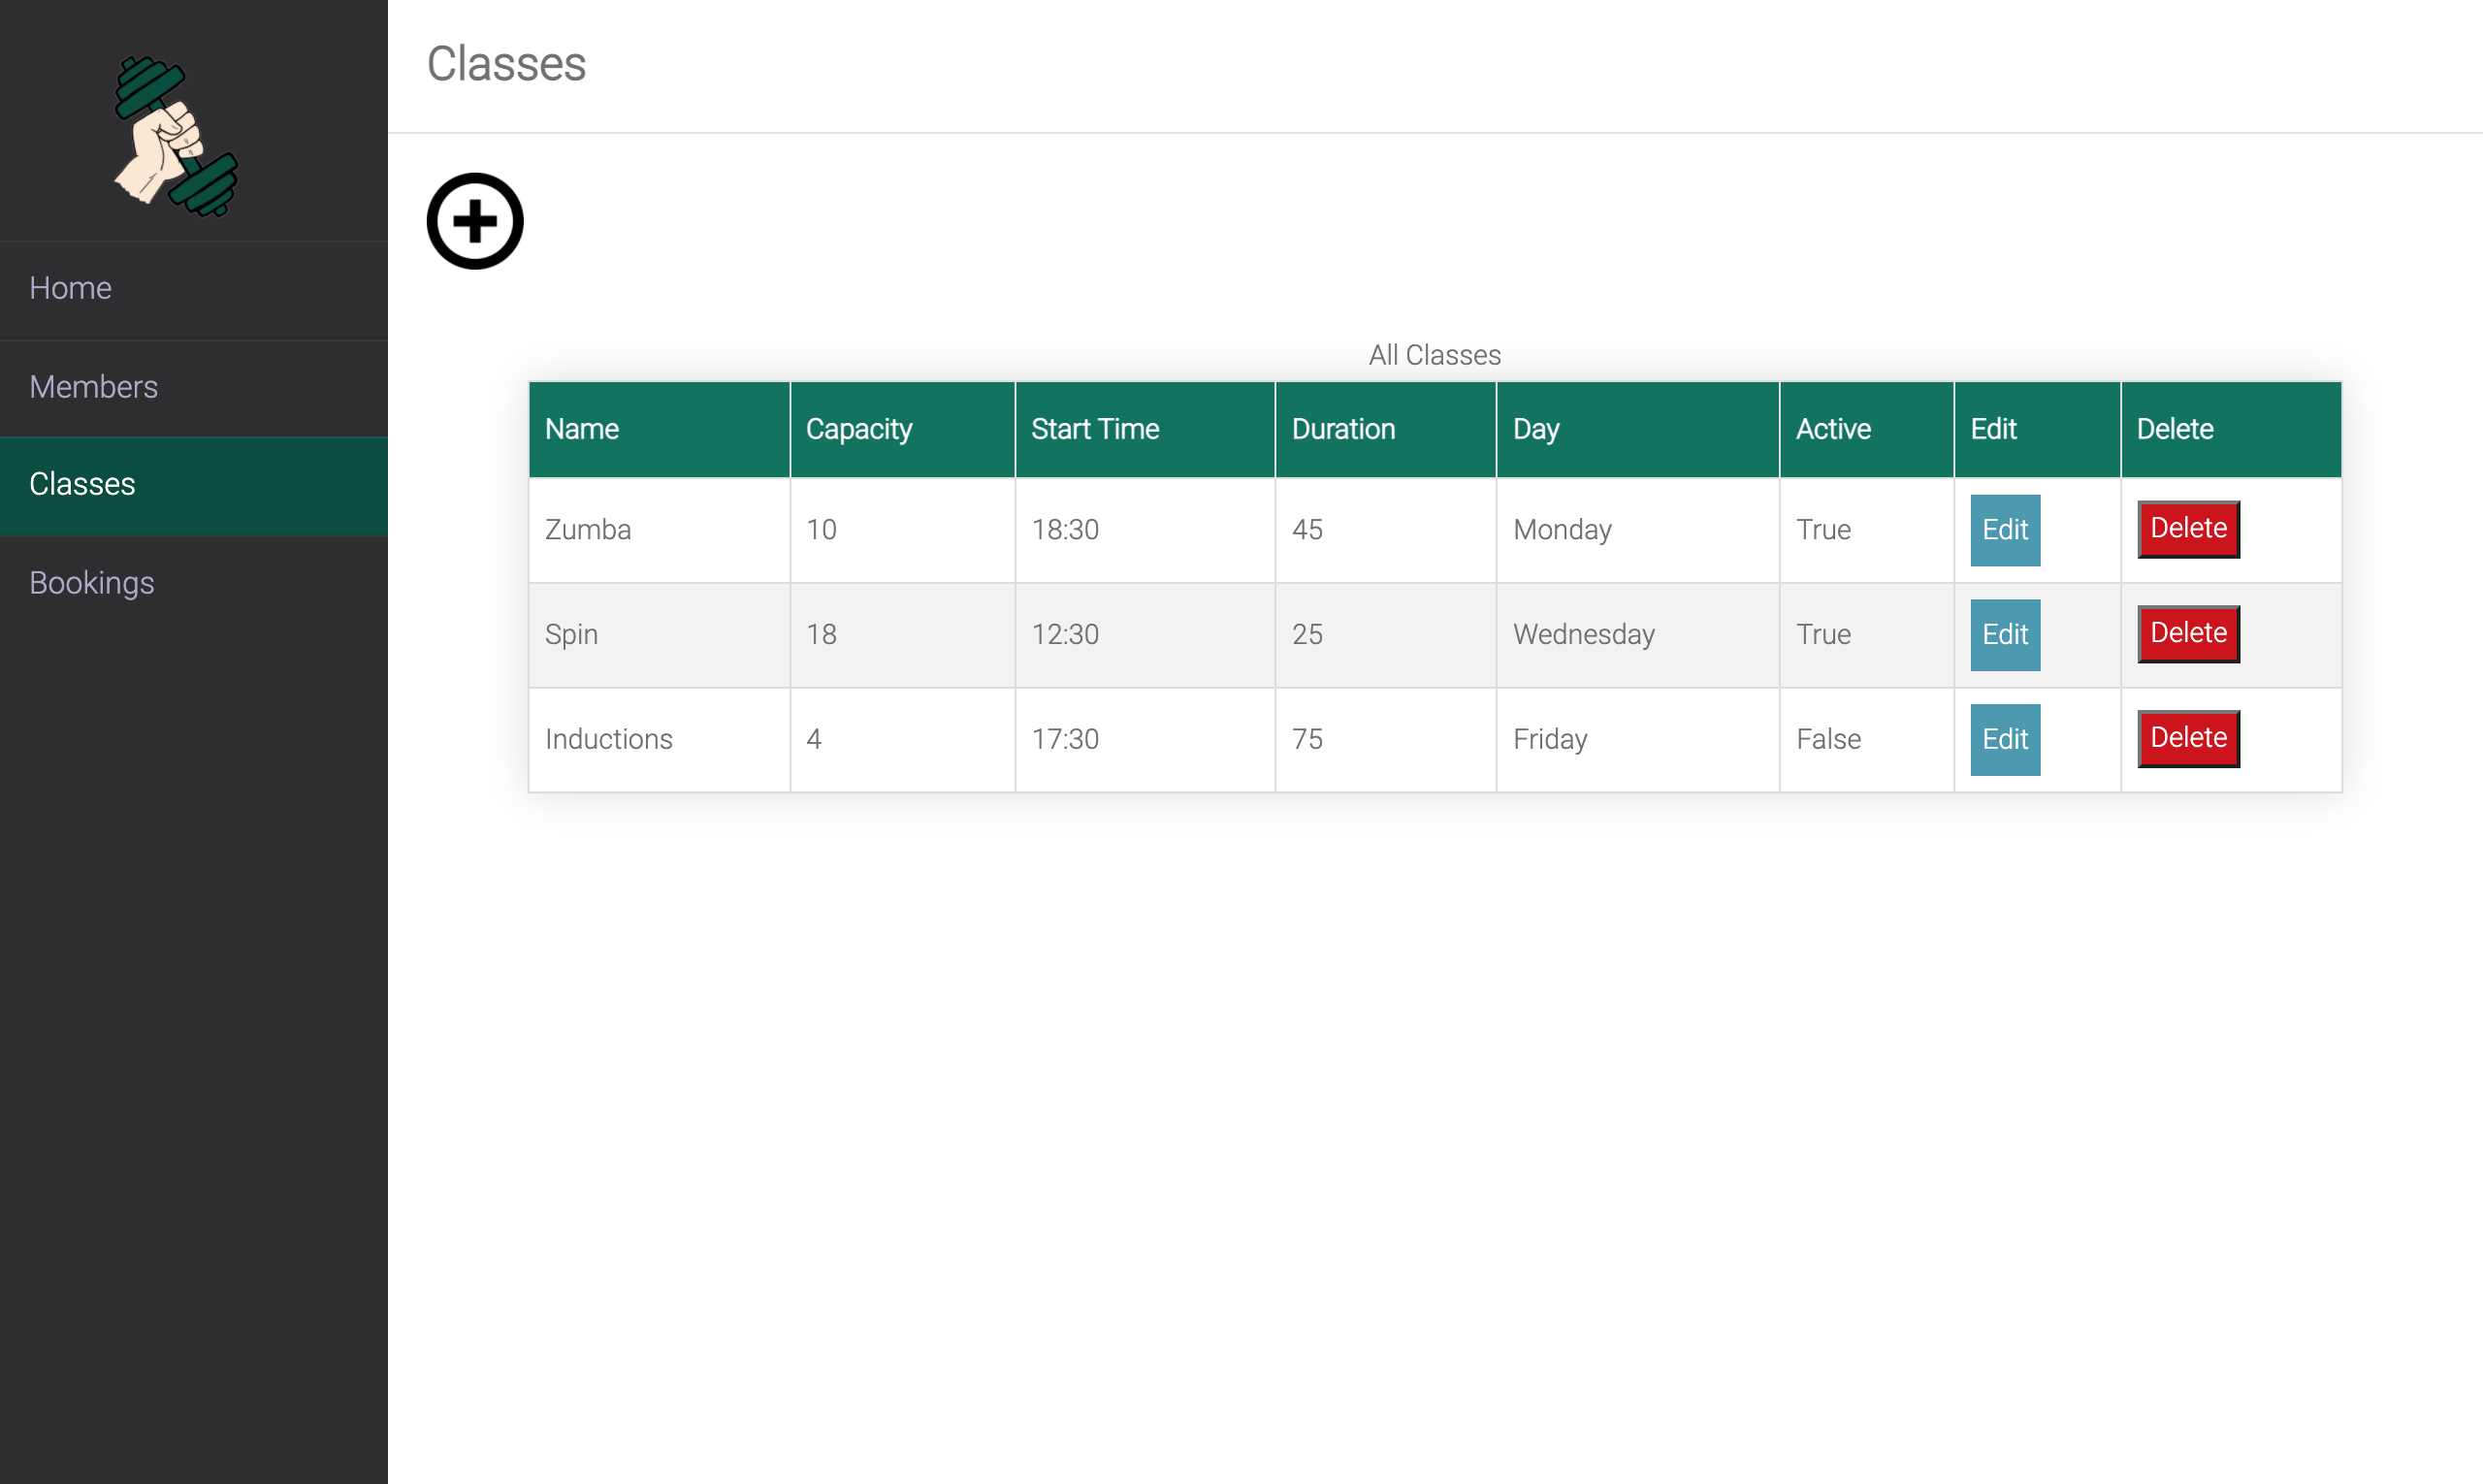 Classes
Home
Members
Classes
Bookings
All Classes
Name Capacity Start Time Duration Day Active Edit Delete
Zumba 10 18:30 45 Monday True Edit Delete
Spin 18 12:30 25 Wednesday True Edit Delete
Inductions 4 17:30 75 Friday False Edit Delete